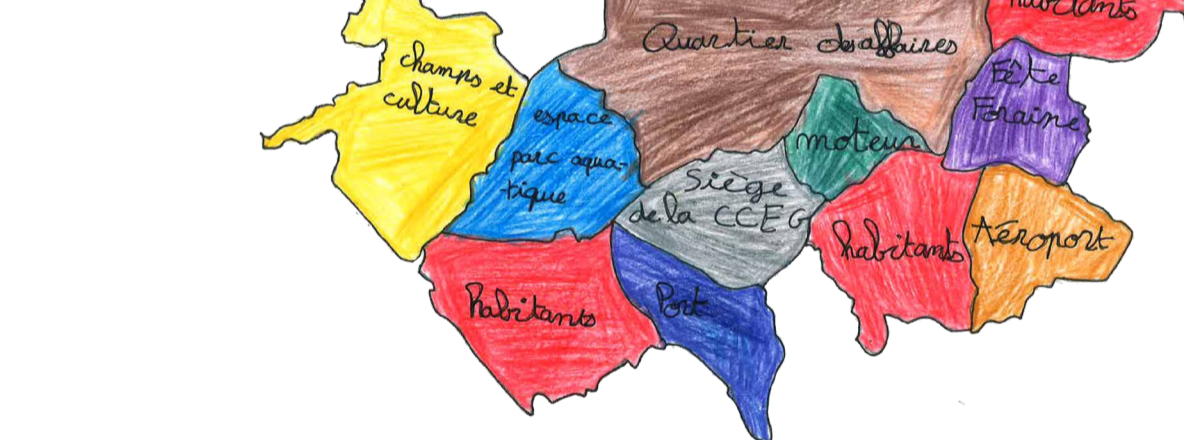 habitants
Quartier des affaires
champs et
culture
Fête
Foraine
espace
parc aqua-
tique
moteur
Siège
de la CCEG
habitants
Aéroport
habitants
Port